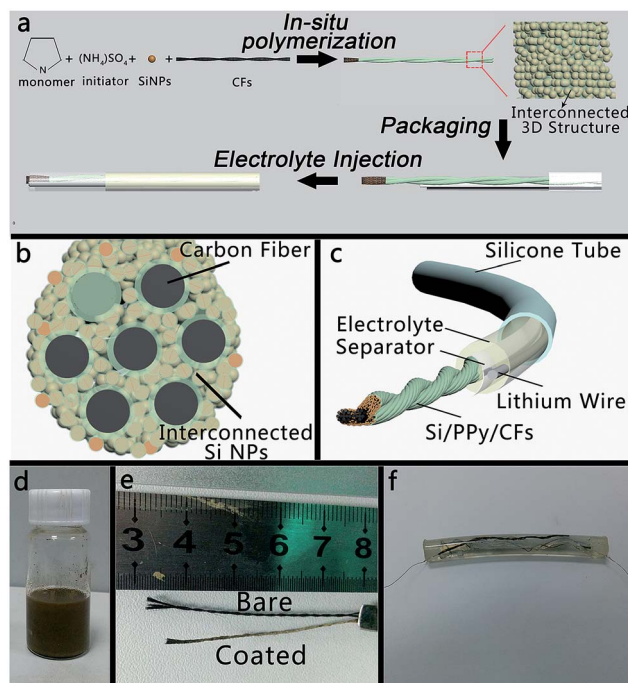 a
In-situ
polymerization
N
+ (NH₄)SO₄+ +
monomer initiator SiNPs CFs
Interconnected
3D Structure
Packaging
Electrolyte Injection
b
Carbon Fiber
Interconnected
Si NPs
c
Silicone Tube
Electrolyte
Separator
Lithium Wire
Si/PPy/CFs
d
e
3 4 5 6 7 8
Bare
Coated
f